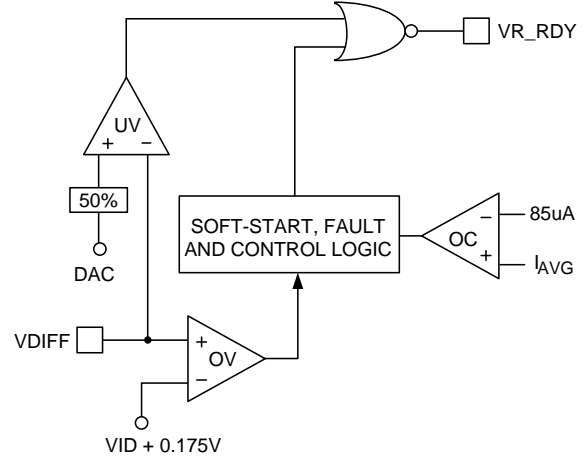 VR_RDY
UV
+ −
50%
DAC
SOFT-START, FAULT
AND CONTROL LOGIC
− 85uA
OC
+ IAVG
VDIFF
+
OV
−
VID + 0.175V